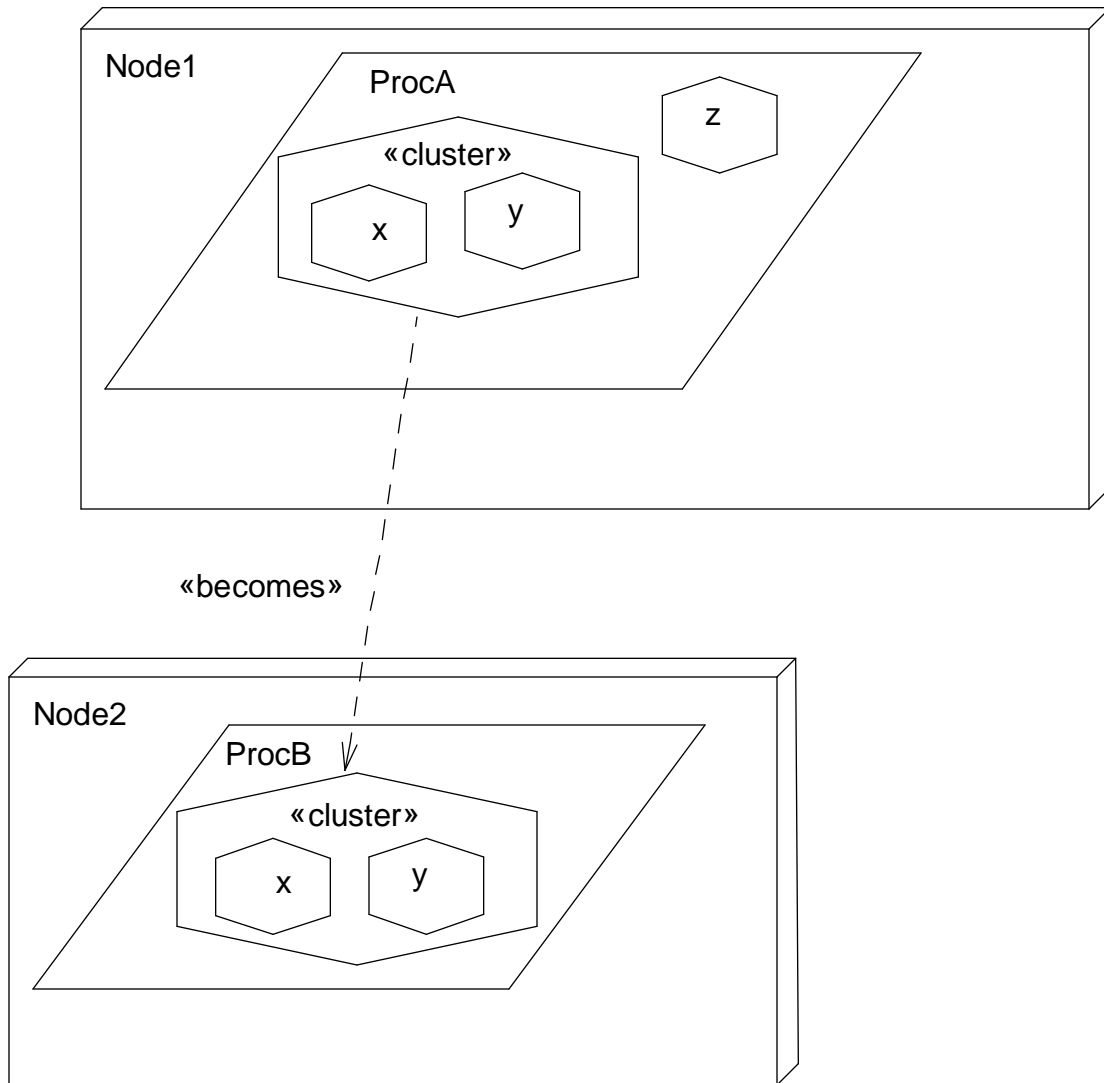 Node1
ProcA
z
«cluster»
x
y
«becomes»
Node2
ProcB
«cluster»
x
y